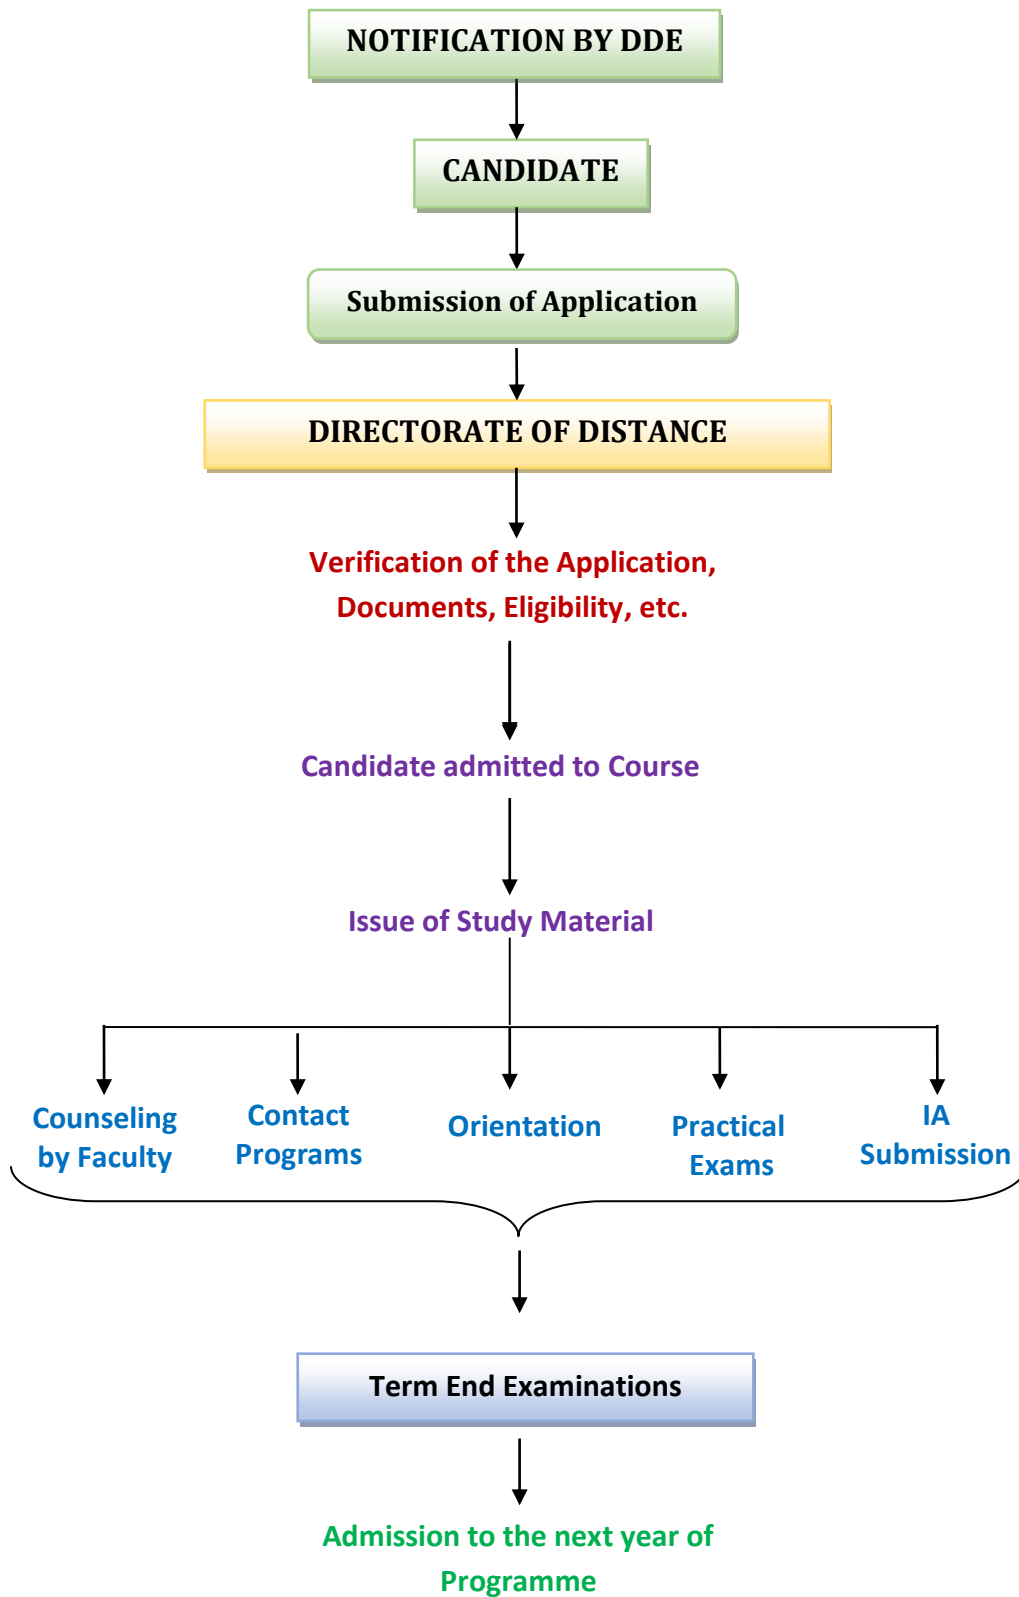 NOTIFICATION BY DDE
CANDIDATE
Submission of Application
DIRECTORATE OF DISTANCE
Verification of the Application,
Documents, Eligibility, etc.
Candidate admitted to Course
Issue of Study Material
Counseling
by Faculty
Contact
Programs
Orientation
Practical
Exams
IA
Submission
Term End Examinations
Admission to the next year of
Programme